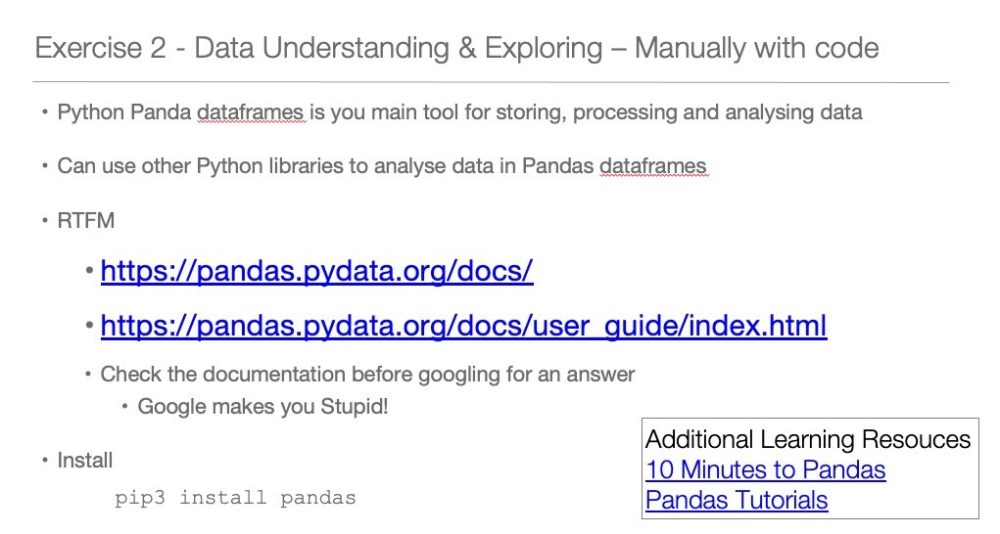 Exercise 2 - Data Understanding & Exploring – Manually with code
• Python Panda dataframes is you main tool for storing, processing and analysing data
• Can use other Python libraries to analyse data in Pandas dataframes
• RTFM
• https://pandas.pydata.org/docs/
• https://pandas.pydata.org/docs/user_guide/index.html
• Check the documentation before googling for an answer
• Google makes you Stupid!
• Install
pip3 install pandas
Additional Learning Resouces
10 Minutes to Pandas
Pandas Tutorials